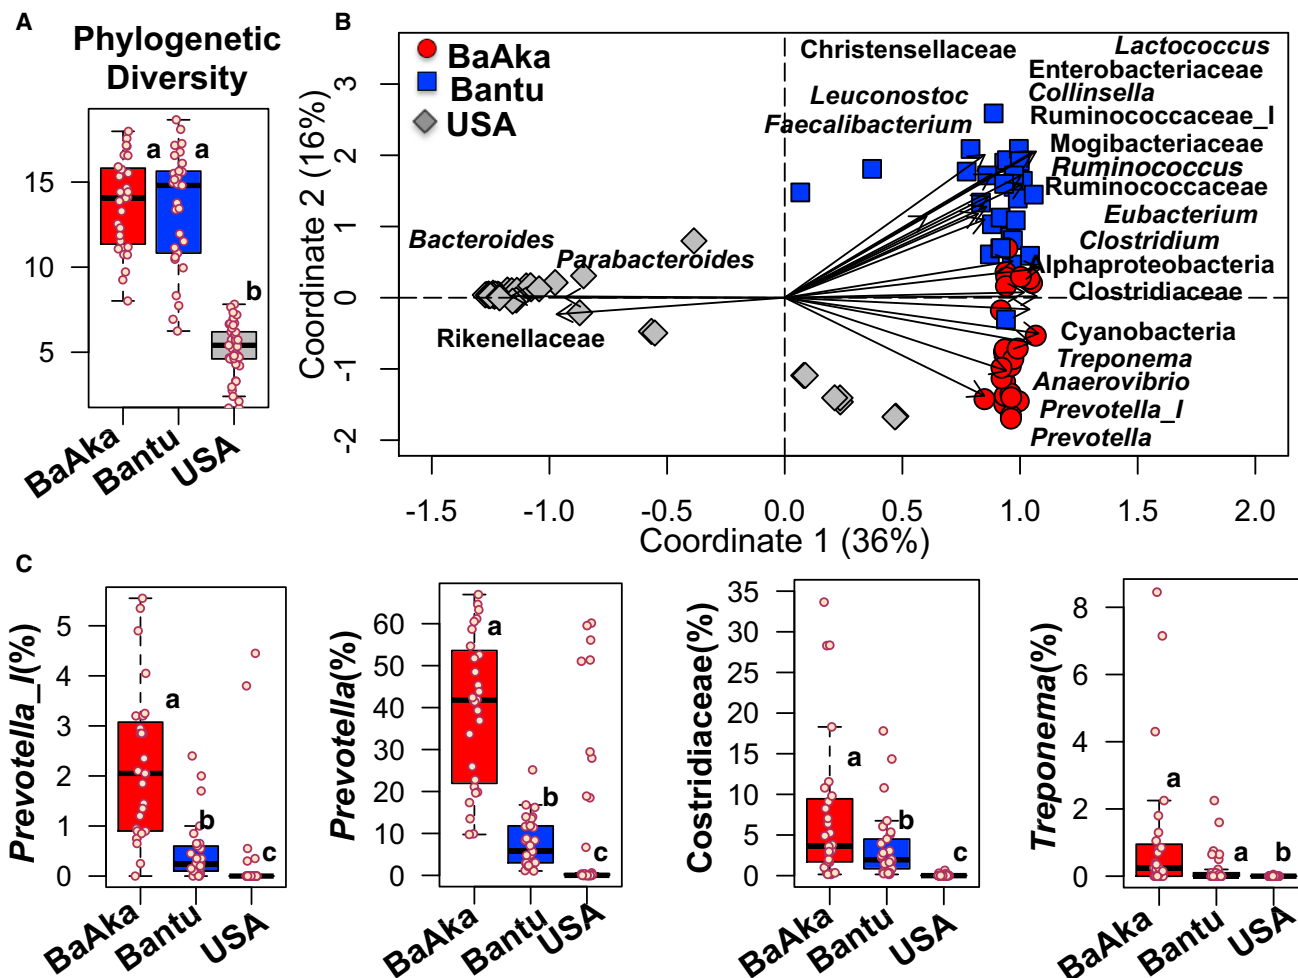 A
Phylogenetic
Diversity
15
10
5
a
a
b
BaAka
Bantu
USA
B
Coordinate 2 (16%)
3
2
1
0
-1
-2
BaAka
Bantu
USA
Christensellaceae
Lactococcus
Enterobacteriaceae
Leuconostoc
Collinsella
Faecalibacterium
Ruminococcaceae_I
Mogibacteriaceae
Ruminococcus
Ruminococcaceae
Bacteroides
Eubacterium
Parabacteroides
Clostridium
Alphaproteobacteria
Clostridiaceae
Rikenellaceae
Cyanobacteria
Treponema
Anaerovibrio
Prevotella_I
Prevotella
-1.5 -1.0 -0.5 0.0 0.5 1.0 1.5 2.0
Coordinate 1 (36%)
C
Prevotella_I(%)
5
4
3
2
1
0
a
b
c
BaAka
Bantu
USA
Prevotella(%)
60
50
40
30
20
10
0
a
b
c
BaAka
Bantu
USA
Costridiaceae(%)
35
30
25
20
15
10
5
0
a
b
c
BaAka
Bantu
USA
Treponema(%)
8
6
4
2
0
a
a
b
BaAka
Bantu
USA